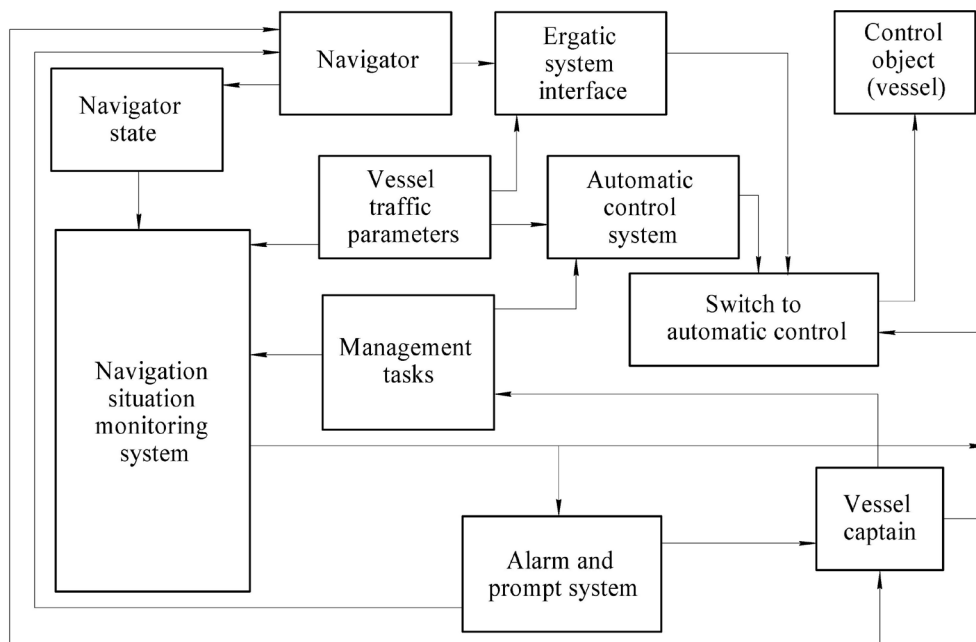 Navigator
Ergatic
system
interface
Control
object
(vessel)
Navigator
state
Vessel
traffic
parameters
Automatic
control
system
Switch to
automatic control
Management
tasks
Navigation
situation
monitoring
system
Vessel
captain
Alarm and
prompt system